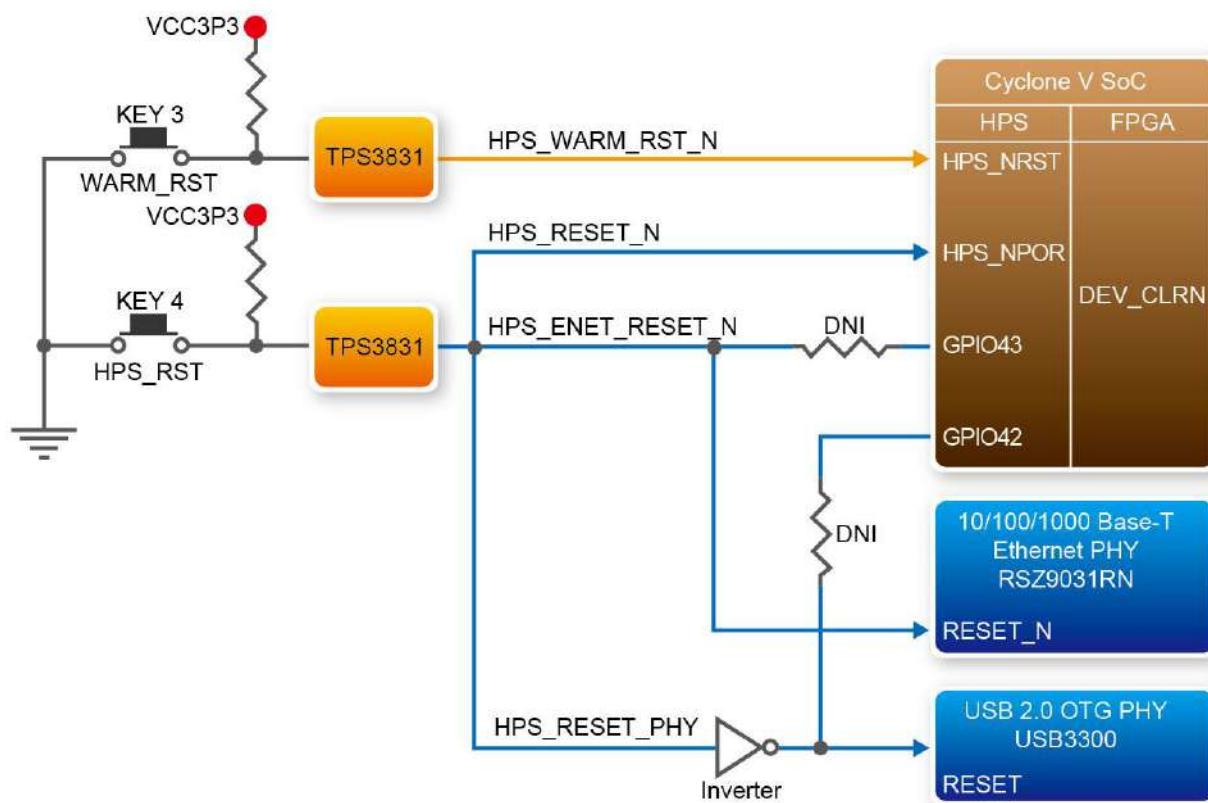 VCC3P3
KEY 3
WARM_RST
TPS3831
HPS_WARM_RST_N
VCC3P3
KEY 4
HPS_RST
TPS3831
HPS_RESET_N
HPS_ENET_RESET_N
DNI
DNI
HPS_RESET_PHY
Inverter
Cyclone V SoC
HPS
FPGA
HPS_NRST
HPS_NPOR
DEV_CLRN
GPIO43
GPIO42
10/100/1000 Base-T
Ethernet PHY
RSZ9031RN
RESET_N
USB 2.0 OTG PHY
USB3300
RESET